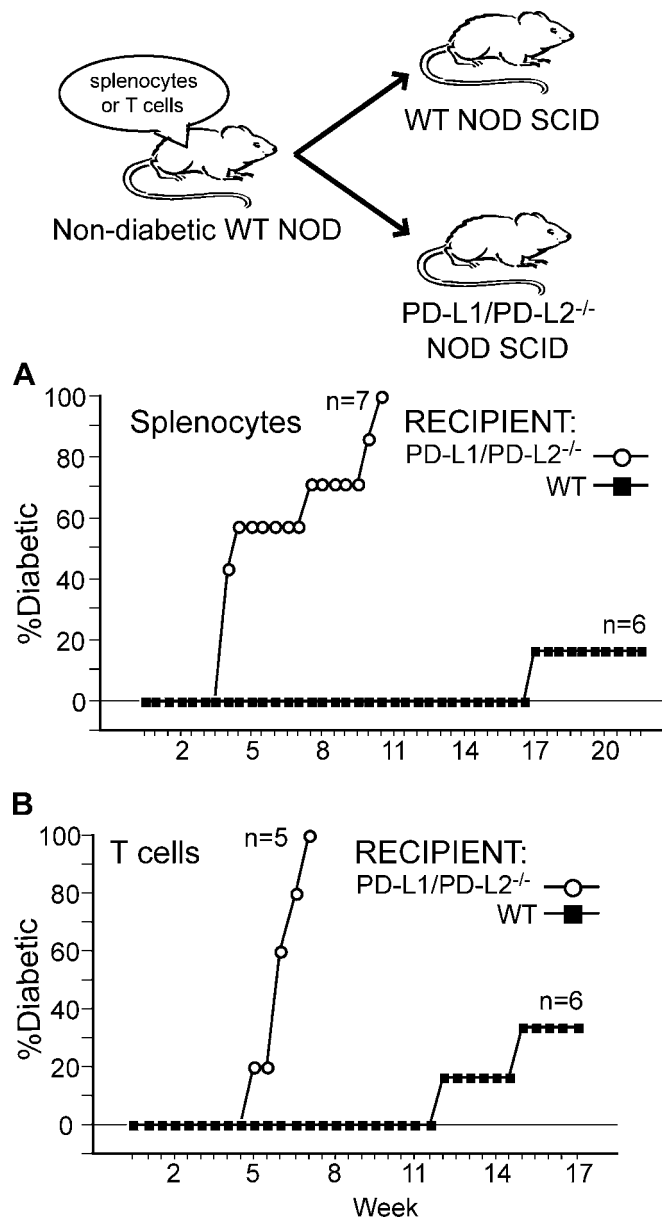 splenocytes
or T cells
WT NOD SCID
Non-diabetic WT NOD
PD-L1/PD-L2-/-
NOD SCID
A
100
80
60
40
20
0
%Diabetic
Splenocytes
n=7
RECIPIENT:
PD-L1/PD-L2-/-
WT
n=6
2 5 8 11 14 17 20
B
100
80
60
40
20
0
%Diabetic
T cells
n=5
RECIPIENT:
PD-L1/PD-L2-/-
WT
n=6
2 5 8 11 14 17
Week